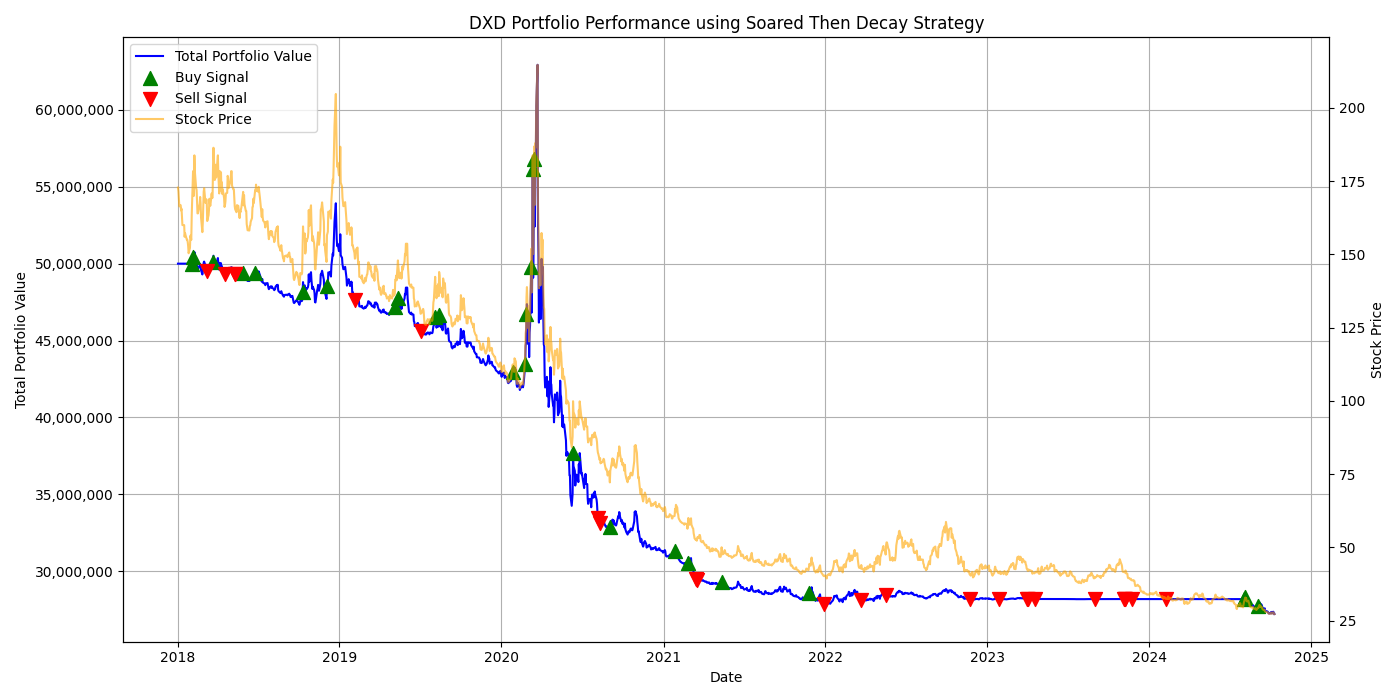 DXD Portfolio Performance using Soared Then Decay Strategy
Total Portfolio Value
Buy Signal
Sell Signal
Stock Price
60,000,000
55,000,000
50,000,000
45,000,000
40,000,000
35,000,000
30,000,000
Total Portfolio Value
200
175
150
125
100
75
50
25
Stock Price
2018 2019 2020 2021 2022 2023 2024 2025
Date